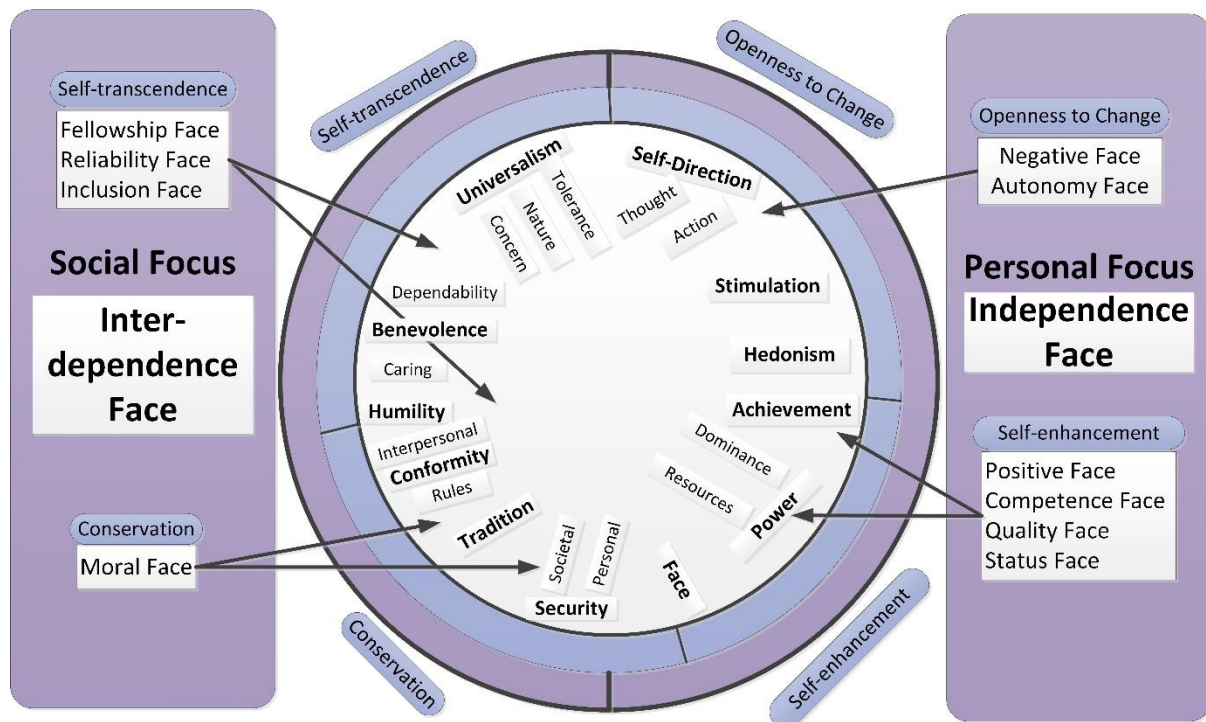 Self-transcendence
Fellowship Face
Reliability Face
Inclusion Face
Social Focus
Inter-
dependence
Face
Conservation
Moral Face
Self-transcendence
Openness to Change
Universalism
Concern
Nature
Tolerance
Self-Direction
Thought
Action
Dependability
Benevolence
Caring
Humility
Interpersonal
Conformity
Rules
Tradition
Societal
Personal
Security
Face
Stimulation
Hedonism
Achievement
Dominance
Resources
Power
Conservation
Self-enhancement
Openness to Change
Negative Face
Autonomy Face
Personal Focus
Independence
Face
Self-enhancement
Positive Face
Competence Face
Quality Face
Status Face